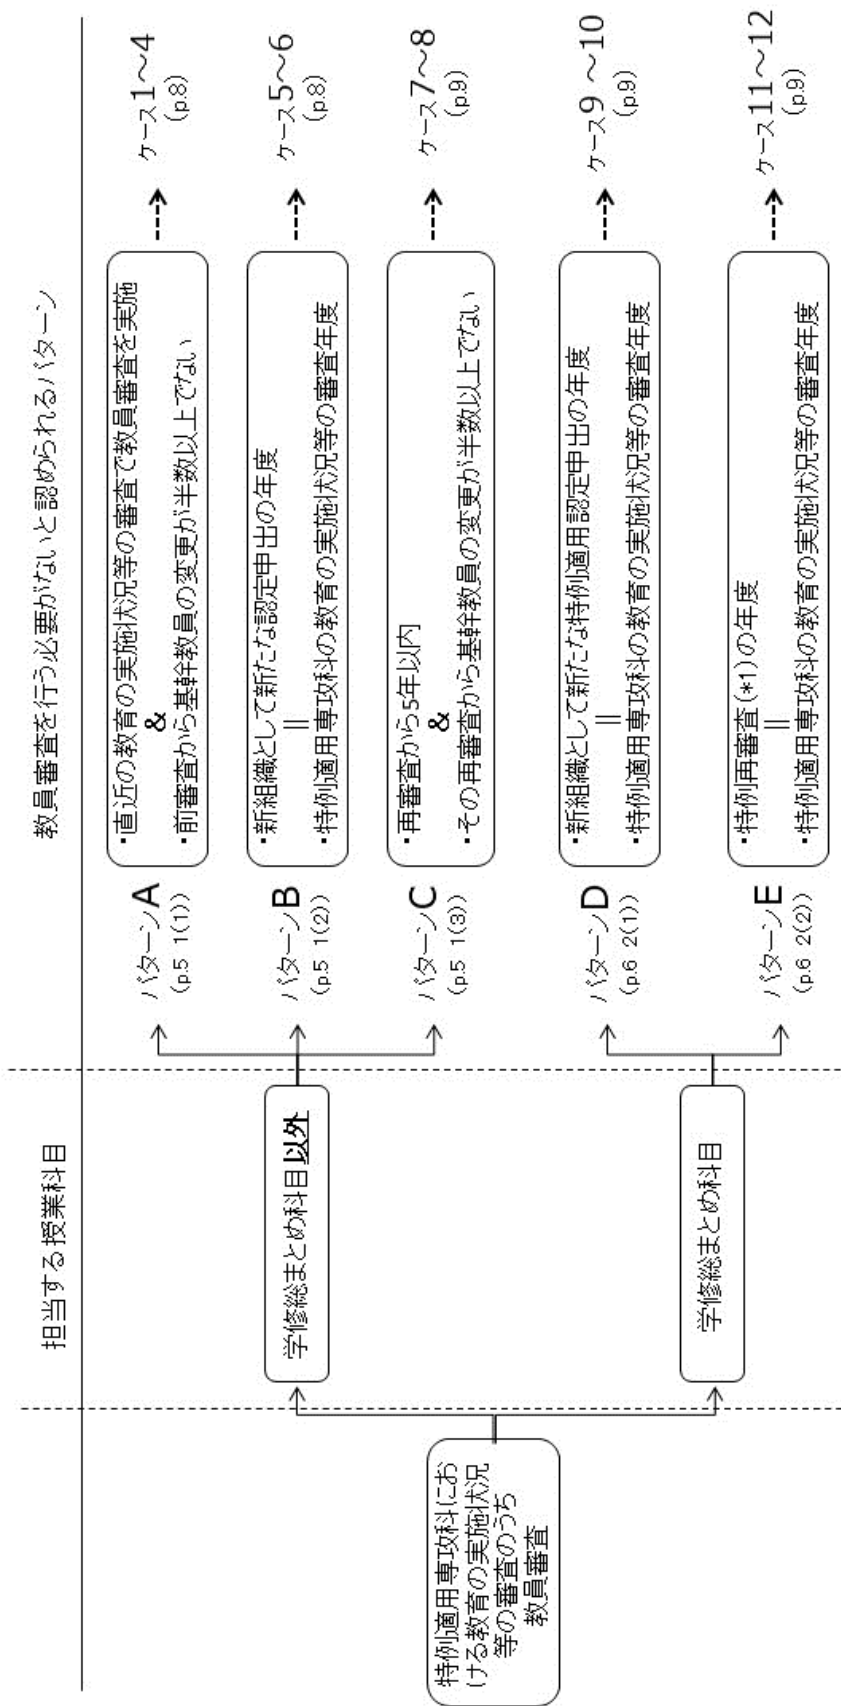 担当する授業科目
教員審査を行う必要がないと認められるパターン
特例適用専攻科にお
ける教育の実施状況
等の審査のうち
教員審査
学修総まとめ科目以外
パターンA
(p.5 1(1))
・直近の教育の実施状況等の審査で教員審査を実施
&
・前審査から基幹教員の変更が半数以上でない
ケース1～4
(p.8)
パターンB
(p.5 1(2))
・新組織として新たな認定申出の年度
||
・特例適用専攻科の教育の実施状況等の審査年度
ケース5～6
(p.8)
パターンC
(p.5 1(3))
・再審査から5年以内
&
・その再審査から基幹教員の変更が半数以上でない
ケース7～8
(p.9)
学修総まとめ科目
パターンD
(p.6 2(1))
・新組織として新たな特例適用認定申出の年度
||
・特例適用専攻科の教育の実施状況等の審査年度
ケース9 ～10
(p.9)
パターンE
(p.6 2(2))
・特例再審査(*1)の年度
||
・特例適用専攻科の教育の実施状況等の審査年度
ケース11～12
(p.9)